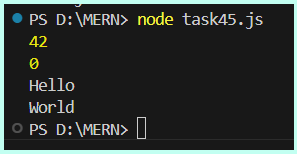 PS D:\MERN> node task45.js
42
0
Hello
World
PS D:\MERN>